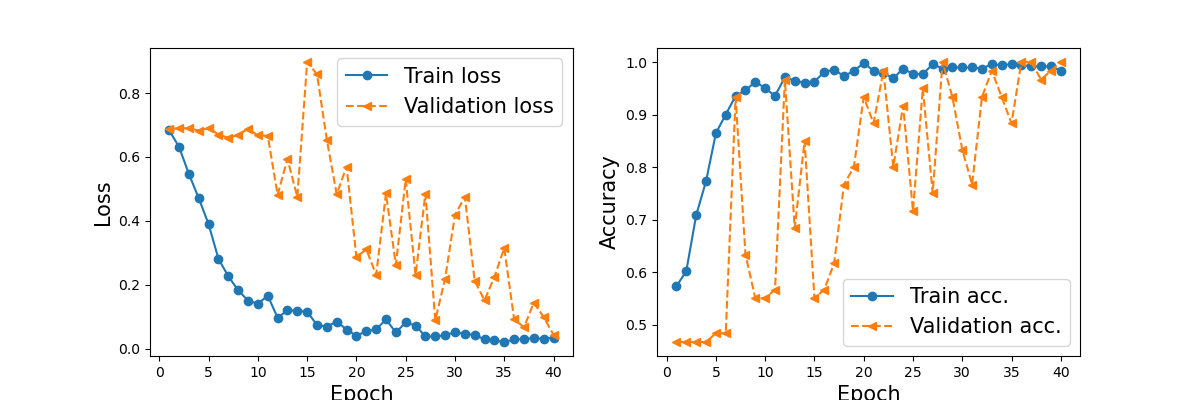 0.8
0.6
0.4
0.2
0.0
Loss
Train loss
Validation loss
0 5 10 15 20 25 30 35 40
Epoch
1.0
0.9
0.8
0.7
0.6
0.5
Accuracy
Train acc.
Validation acc.
0 5 10 15 20 25 30 35 40
Epoch